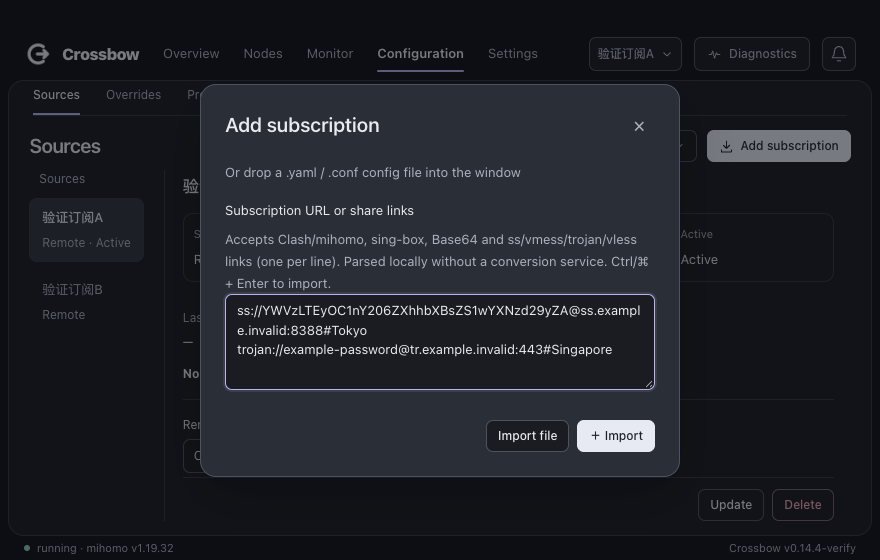 Crossbow
Overview
Nodes
Monitor
Configuration
Settings
验证订阅A
Diagnostics
Sources
Overrides
Sources
Add subscription
Sources
验证订阅A
Remote · Active
验证订阅B
Remote
Active
Active
Add subscription
Or drop a .yaml / .conf config file into the window
Subscription URL or share links
Accepts Clash/mihomo, sing-box, Base64 and ss/vmess/trojan/vless
links (one per line). Parsed locally without a conversion service. Ctrl/⌘
+ Enter to import.
ss://YWVzLTEyOC1nY206ZXhhbXBsZS1wYXNzd29yZA@ss.exampl
e.invalid:8388#Tokyo
trojan://example-password@tr.example.invalid:443#Singapore
Import file
+ Import
Update
Delete
running · mihomo v1.19.32
Crossbow v0.14.4-verify